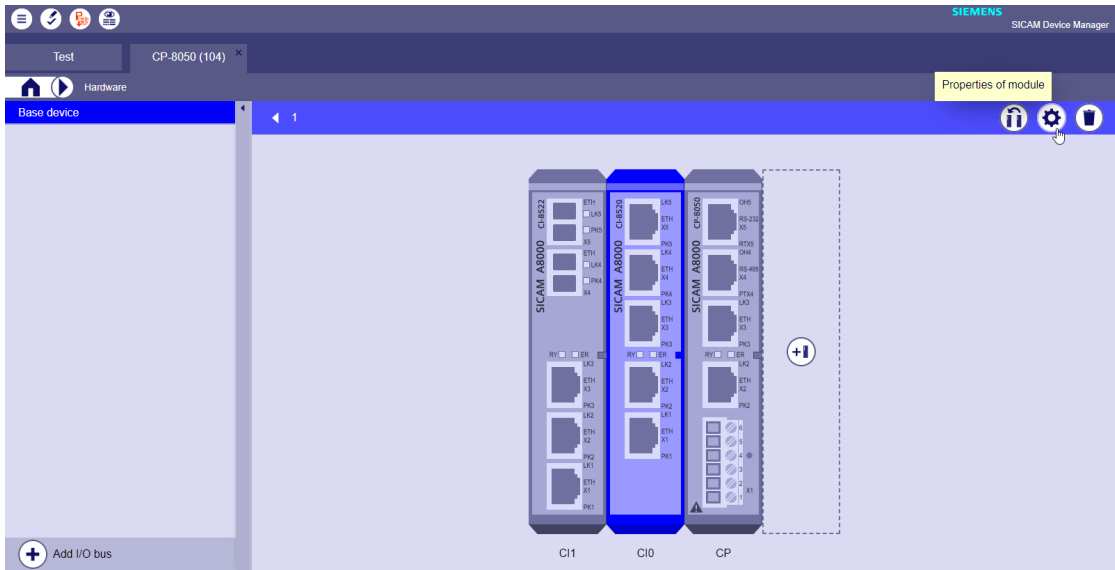 SIEMENS
SICAM Device Manager
Test
CP-8050 (104) ×
Hardware
Properties of module
Base device
1
CI-8522
SICAM A8000
ETH
LK5
PK5
X5
ETH
LK4
PK4
X4
RY ER
LK3
ETH
X3
PK3
LK2
ETH
X2
PK2
LK1
ETH
X1
PK1
CI-8520
SICAM A8000
LK5
ETH
X5
PK5
LK4
ETH
X4
PK4
LK3
ETH
X3
PK3
RY ER
LK2
ETH
X2
PK2
LK1
ETH
X1
PK1
CP-8050
SICAM A8000
OH5
RS-232
X5
RTX5
OH4
RS-485
X4
PTX4
LK3
ETH
X3
PK3
RY ER
LK2
ETH
X2
PK2
6
5
4
3
2
1
X1
CI1
CI0
CP
Add I/O bus